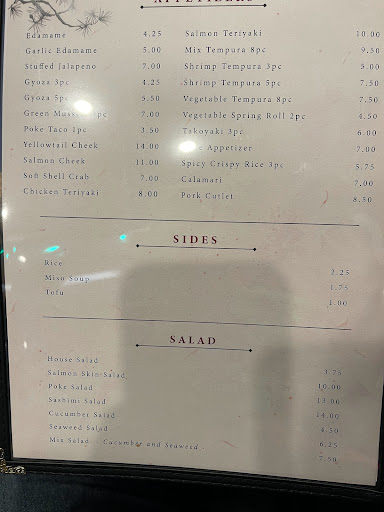 APPETIZERS
Edamame 4.25
Garlic Edamame 5.00
Stuffed Jalapeno 7.00
Gyoza 3pc 4.25
Gyoza 5pc 5.50
Green 7.00
Poke Taco 1pc 3.50
Yellowtail Cheek 14.00
Salmon Cheek 11.00
Soft Shell Crab 7.00
Chicken Teriyaki 8.00
Salmon Teriyaki 10.00
Mix Tempura 8pc 9.50
Shrimp Tempura 3pc 5.00
Shrimp Tempura 5pc 7.50
Vegetable Tempura 8pc 7.50
Vegetable Spring Roll 2pc 4.50
Takoyaki 3pc 6.00
Appetizer 7.00
Spicy Crispy Rice 3pc 5.75
Calamari 7.00
Pork Cutlet 8.50
SIDES
Rice 2.25
Miso Soup 1.75
Tofu 1.00
SALAD
House Salad 3.75
Salmon Skin Salad 10.00
Poke Salad 13.00
Sashimi Salad 14.00
Cucumber Salad 4.50
Seaweed Salad 6.25
Mix Salad - Cucumber and Seaweed - 7.50